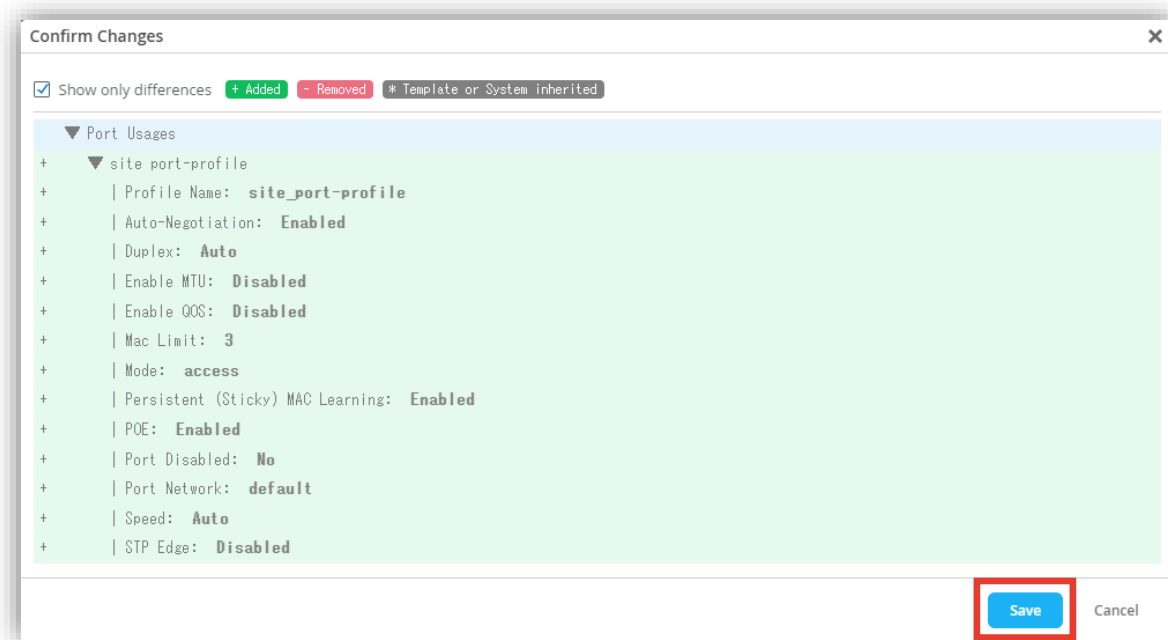 Confirm Changes ×
Show only differences + Added - Removed * Template or System inherited
▼ Port Usages
+ ▼ site port-profile
+ | Profile Name: site_port-profile
+ | Auto-Negotiation: Enabled
+ | Duplex: Auto
+ | Enable MTU: Disabled
+ | Enable QOS: Disabled
+ | Mac Limit: 3
+ | Mode: access
+ | Persistent (Sticky) MAC Learning: Enabled
+ | POE: Enabled
+ | Port Disabled: No
+ | Port Network: default
+ | Speed: Auto
+ | STP Edge: Disabled
Save Cancel